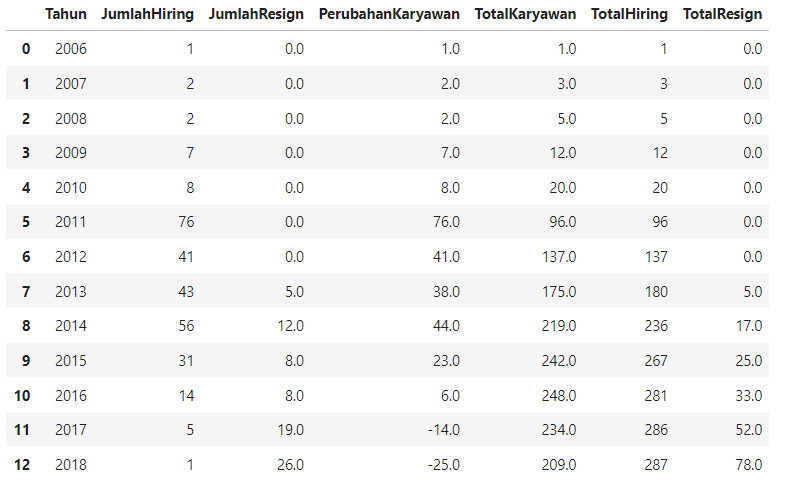 Tahun JumlahHiring JumlahResign PerubahanKaryawan TotalKaryawan TotalHiring TotalResign
0 2006 1 0.0 1.0 1.0 1 0.0
1 2007 2 0.0 2.0 3.0 3 0.0
2 2008 2 0.0 2.0 5.0 5 0.0
3 2009 7 0.0 7.0 12.0 12 0.0
4 2010 8 0.0 8.0 20.0 20 0.0
5 2011 76 0.0 76.0 96.0 96 0.0
6 2012 41 0.0 41.0 137.0 137 0.0
7 2013 43 5.0 38.0 175.0 180 5.0
8 2014 56 12.0 44.0 219.0 236 17.0
9 2015 31 8.0 23.0 242.0 267 25.0
10 2016 14 8.0 6.0 248.0 281 33.0
11 2017 5 19.0 -14.0 234.0 286 52.0
12 2018 1 26.0 -25.0 209.0 287 78.0